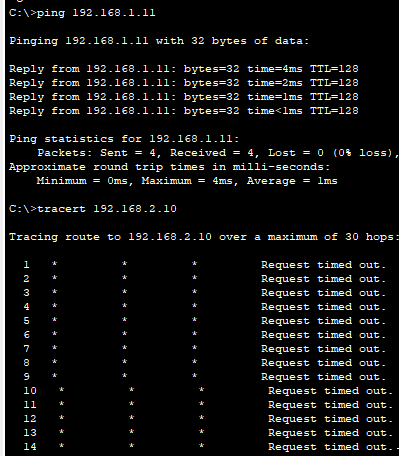 C:\>ping 192.168.1.11
Pinging 192.168.1.11 with 32 bytes of data:
Reply from 192.168.1.11: bytes=32 time=4ms TTL=128
Reply from 192.168.1.11: bytes=32 time=2ms TTL=128
Reply from 192.168.1.11: bytes=32 time=1ms TTL=128
Reply from 192.168.1.11: bytes=32 time<1ms TTL=128
Ping statistics for 192.168.1.11:
Packets: Sent = 4, Received = 4, Lost = 0 (0% loss),
Approximate round trip times in milli-seconds:
Minimum = 0ms, Maximum = 4ms, Average = 1ms
C:\>tracert 192.168.2.10
Tracing route to 192.168.2.10 over a maximum of 30 hops:
1 * * * Request timed out.
2 * * * Request timed out.
3 * * * Request timed out.
4 * * * Request timed out.
5 * * * Request timed out.
6 * * * Request timed out.
7 * * * Request timed out.
8 * * * Request timed out.
9 * * * Request timed out.
10 * * * Request timed out.
11 * * * Request timed out.
12 * * * Request timed out.
13 * * * Request timed out.
14 * * * Request timed out.